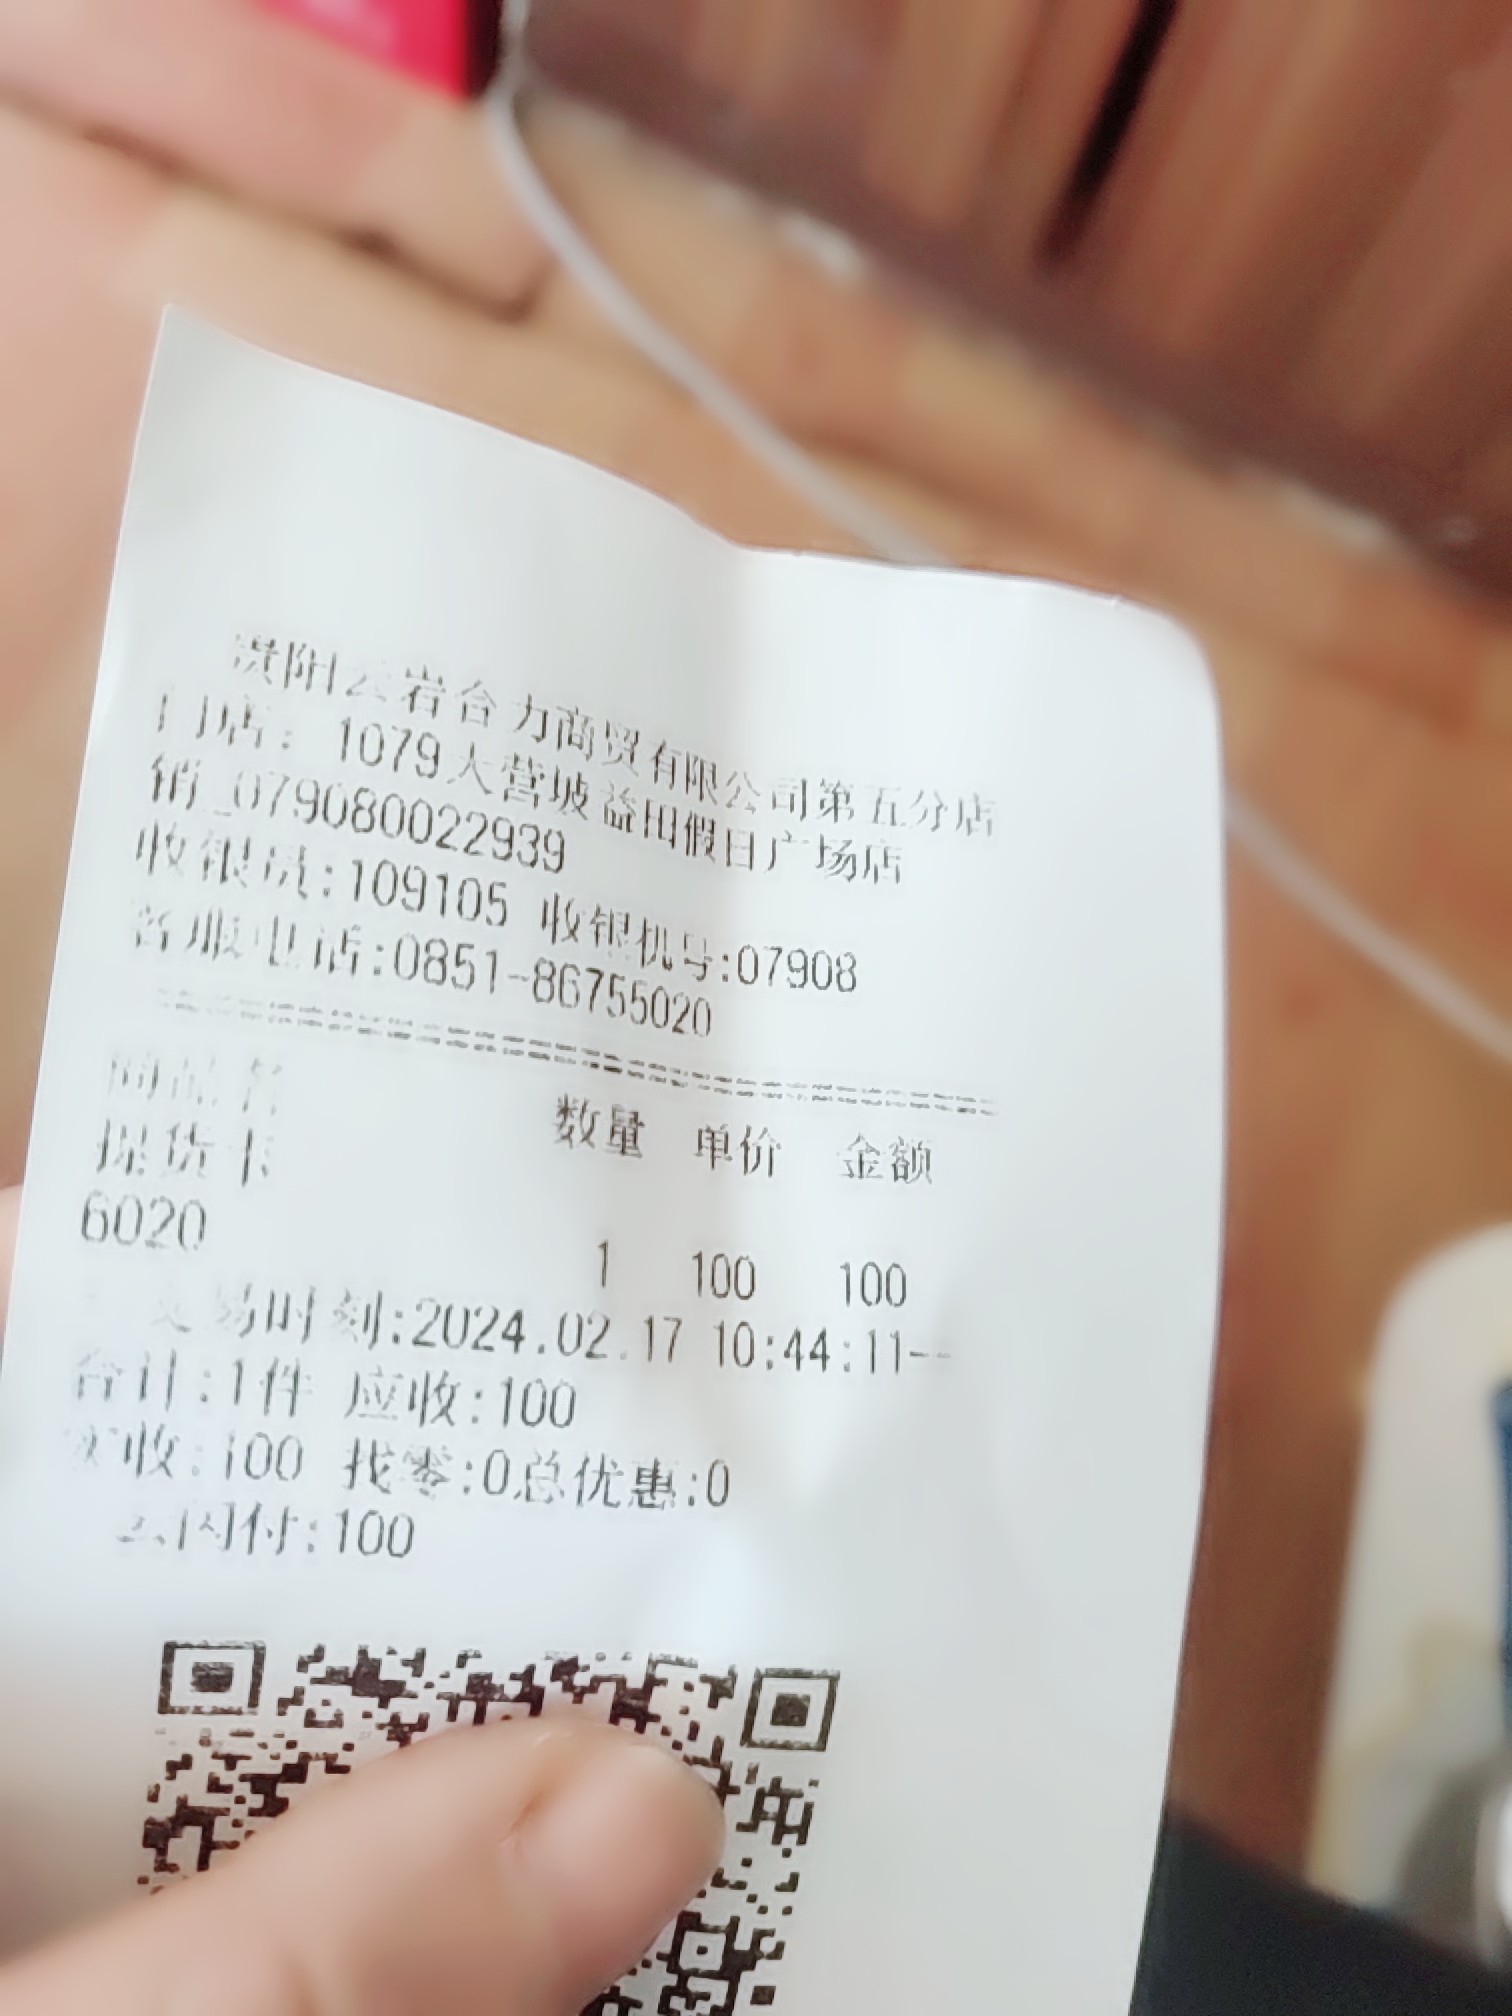 贵阳云岩合力商贸有限公司第五分店
门店：1079大营坡益田假日广场店
销_079080022939
收银员:109105 收银机号:07908
客服电话:0851-86755020
商品名 数量 单价 金额
提货卡
6020
1 100 100
交易时刻:2024.02.17 10:44:11--
合计:1件 应收:100
实收:100 找零:0总优惠:0
云闪付:100